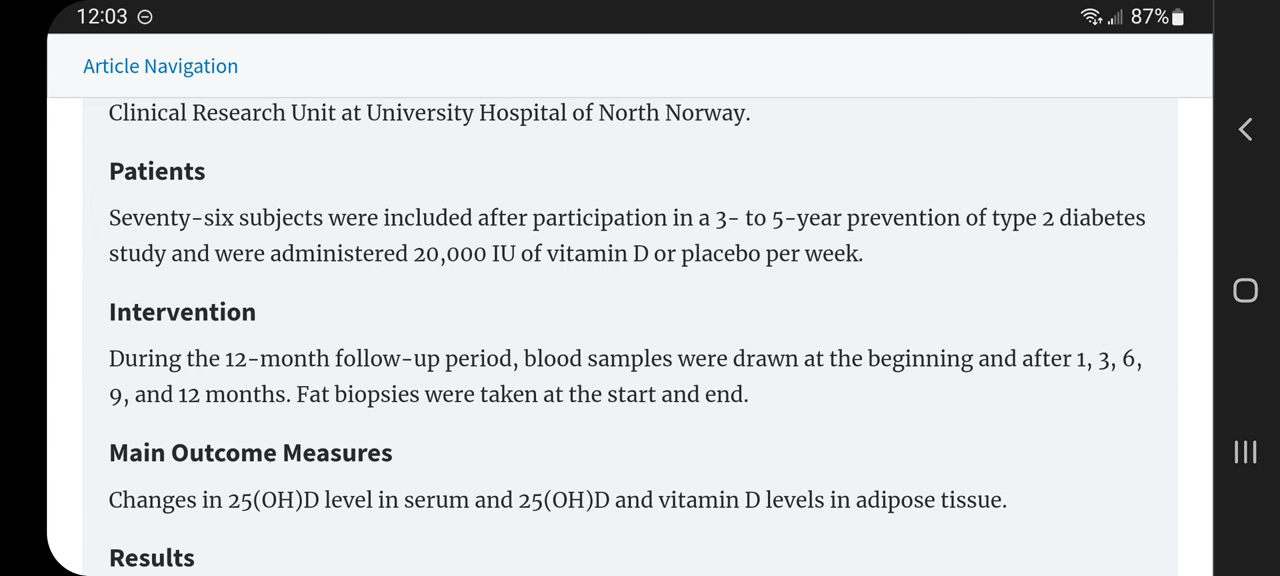 12:03
87%
Article Navigation
Clinical Research Unit at University Hospital of North Norway.
Patients
Seventy-six subjects were included after participation in a 3- to 5-year prevention of type 2 diabetes
study and were administered 20,000 IU of vitamin D or placebo per week.
Intervention
During the 12-month follow-up period, blood samples were drawn at the beginning and after 1, 3, 6,
9, and 12 months. Fat biopsies were taken at the start and end.
Main Outcome Measures
Changes in 25(OH)D level in serum and 25(OH)D and vitamin D levels in adipose tissue.
Results